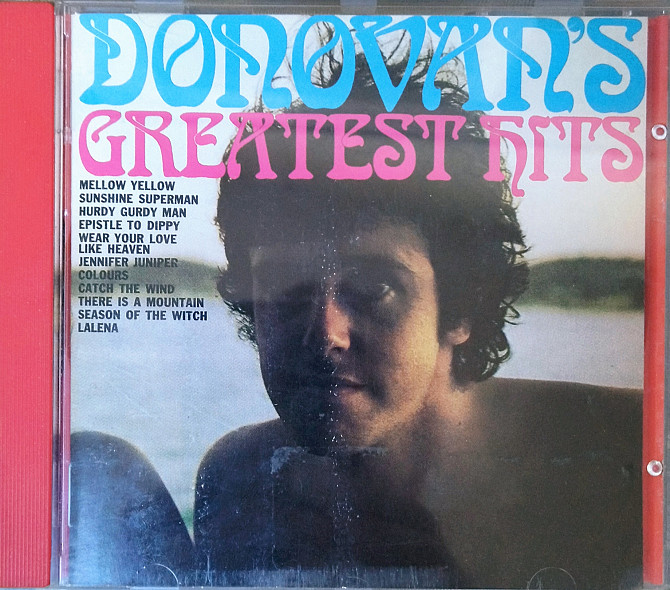 DONOVAN'S
GREATEST HITS
MELLOW YELLOW
SUNSHINE SUPERMAN
HURDY GURDY MAN
EPISTLE TO DIPPY
WEAR YOUR LOVE
LIKE HEAVEN
JENNIFER JUNIPER
COLOURS
CATCH THE WIND
THERE IS A MOUNTAIN
SEASON OF THE WITCH
LALENA